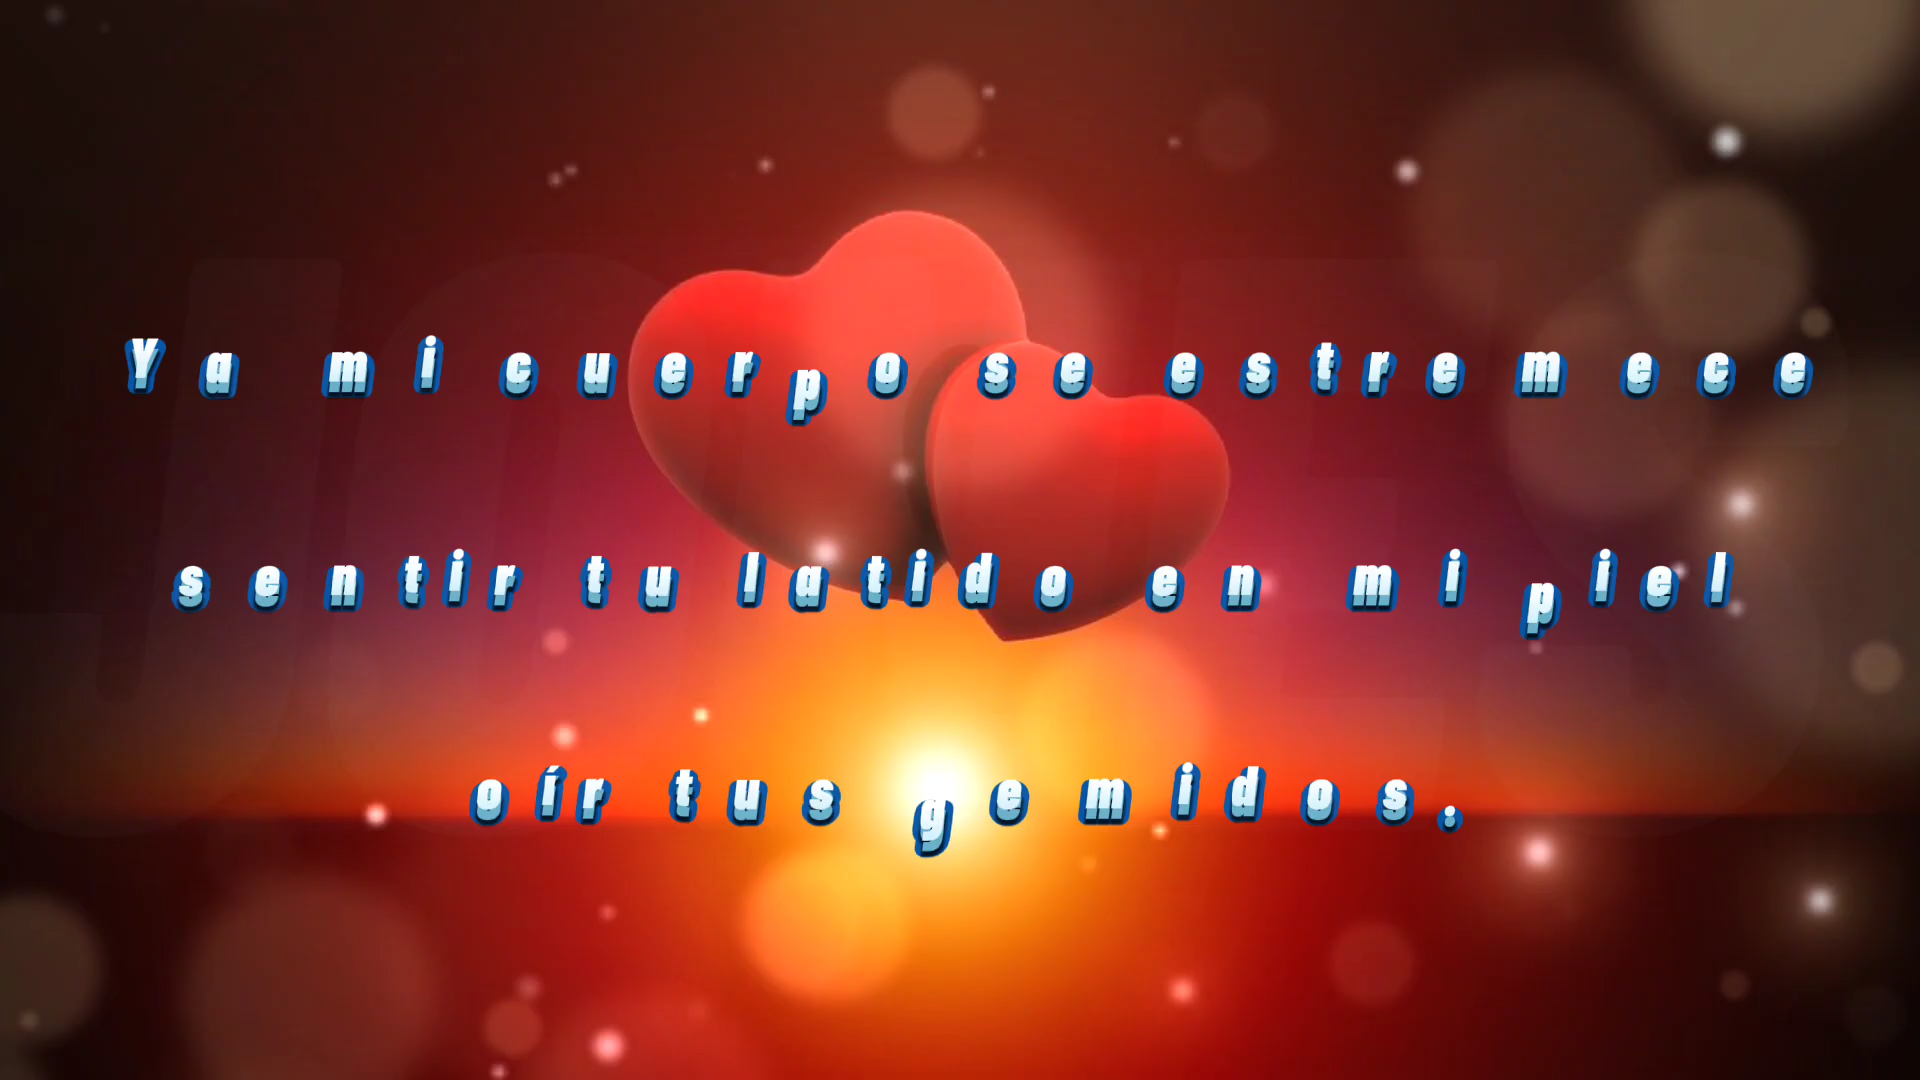 Ya mi cuerpo se estremece
sentir tu latido en mi piel
oír tus gemidos.